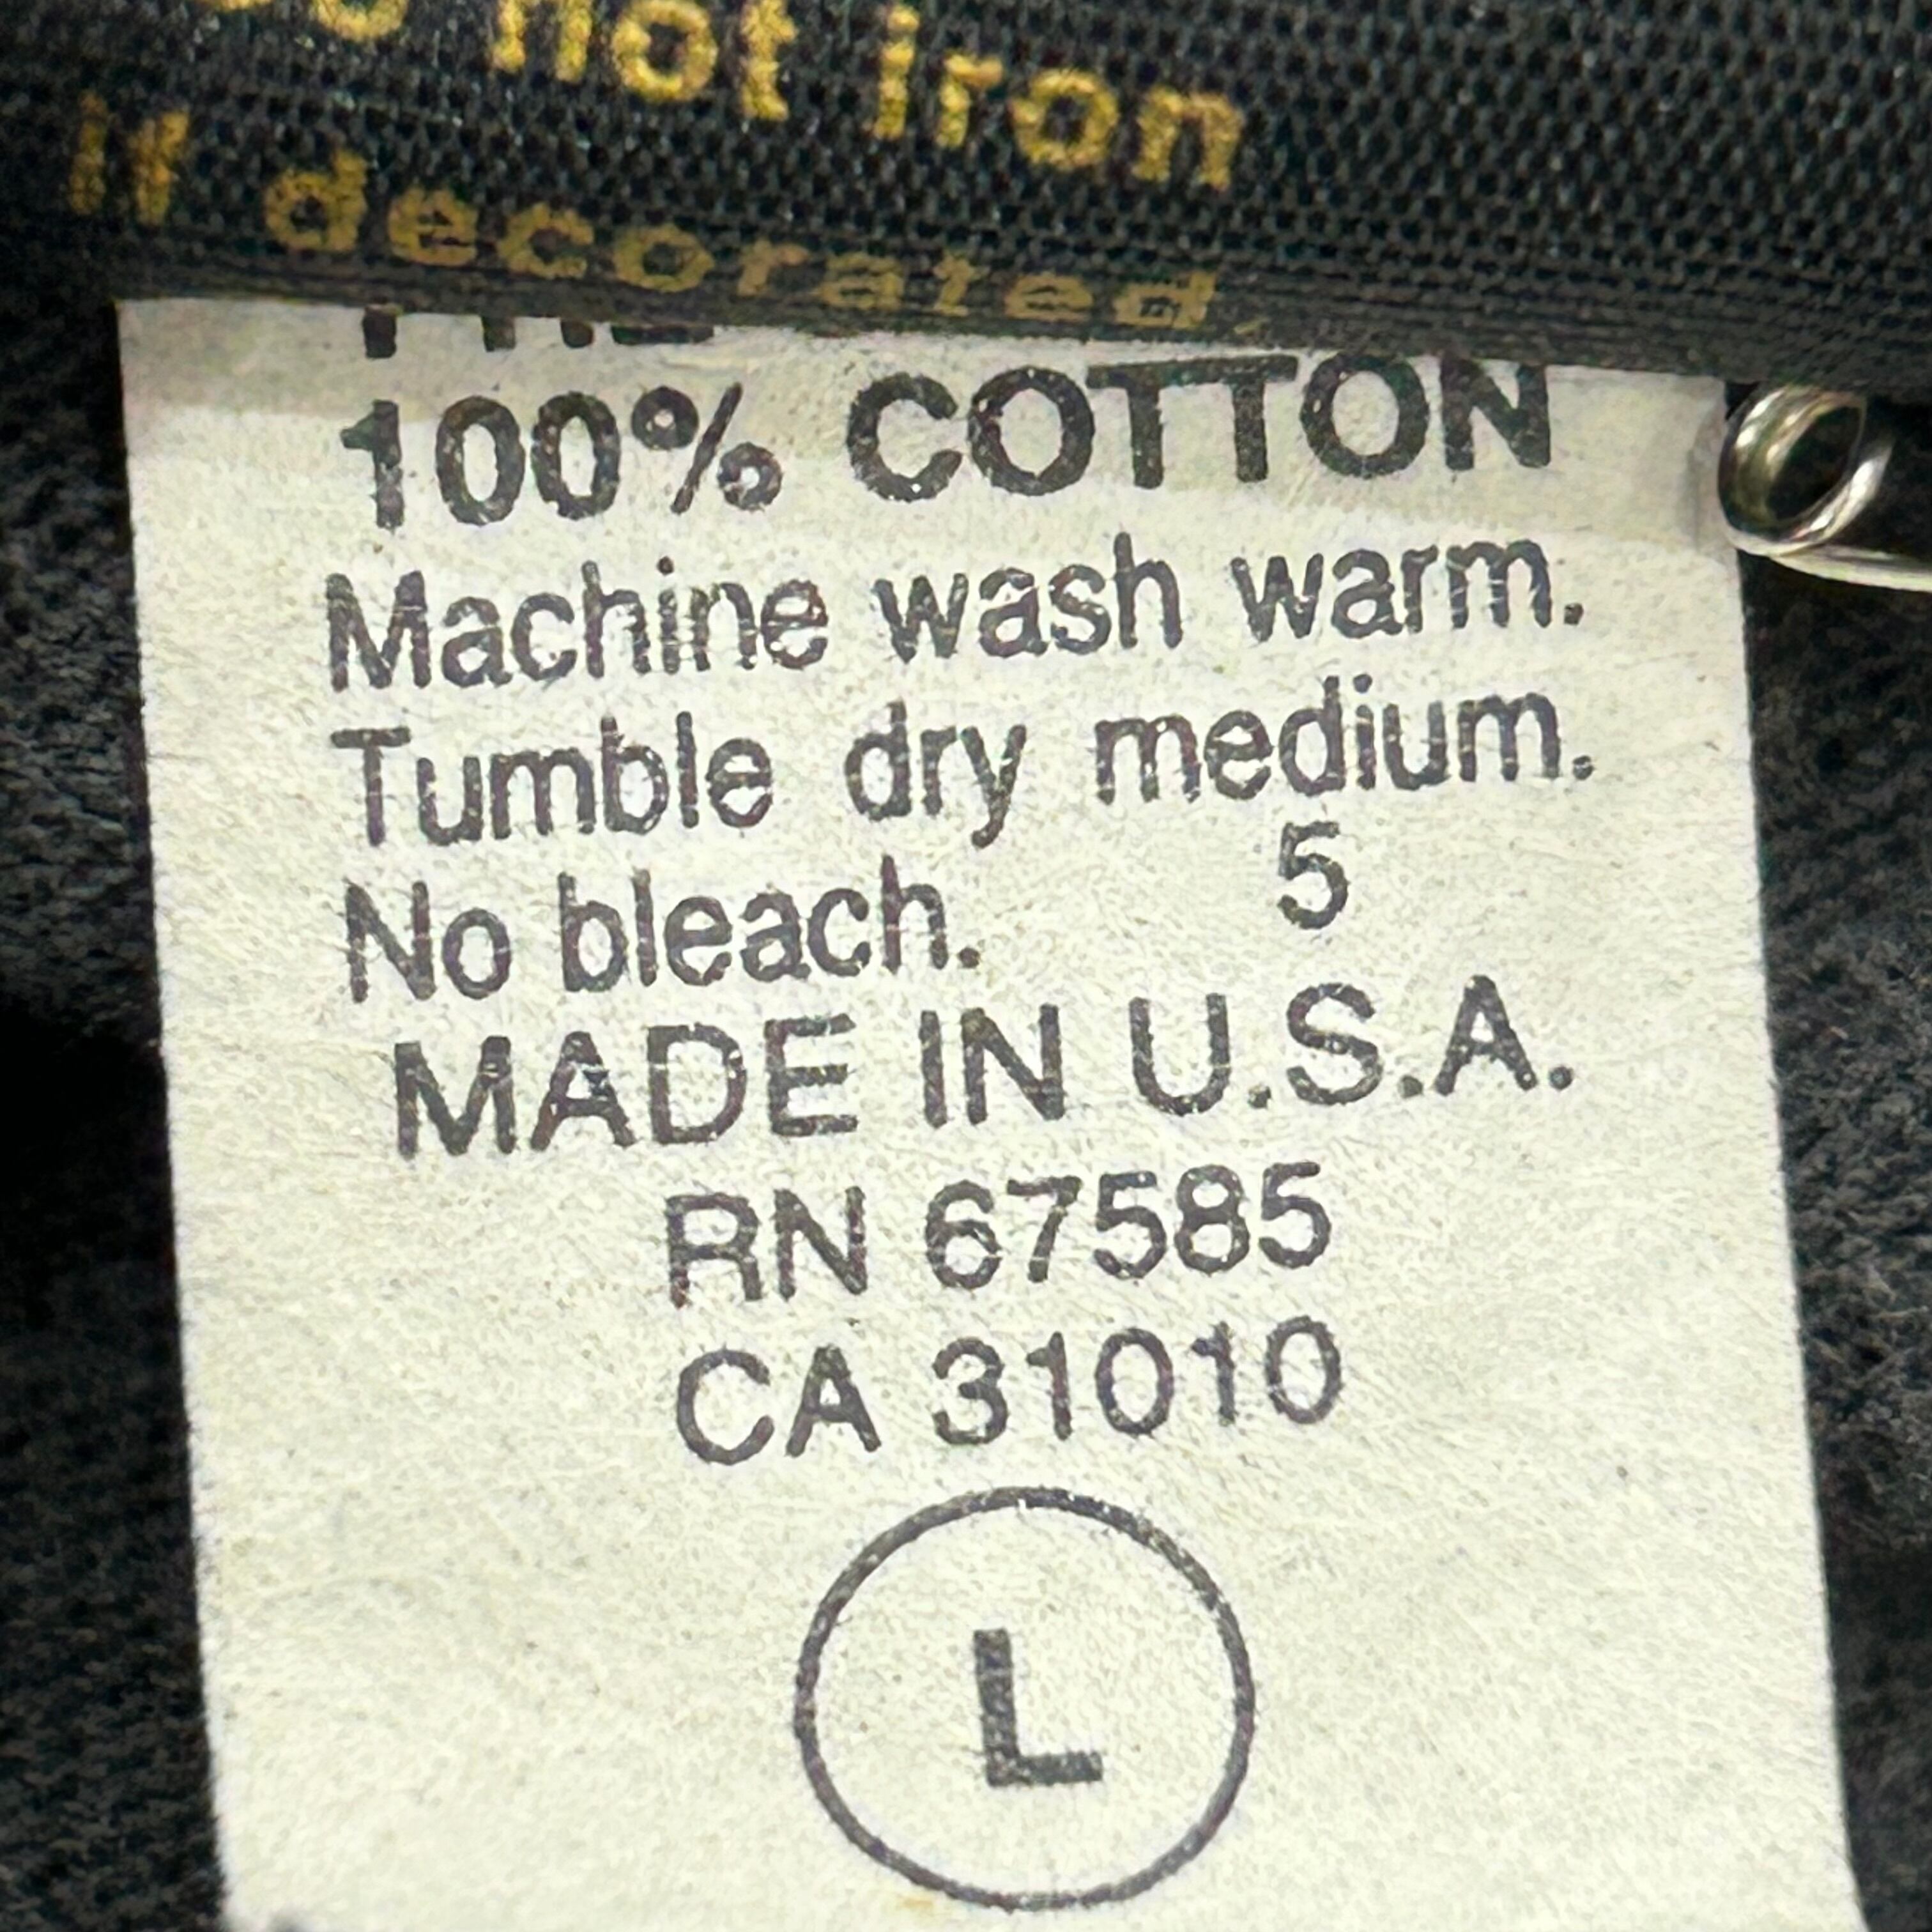 Do not iron
if decorated.
100% COTTON
Machine wash warm.
Tumble dry medium.
No bleach. 5
MADE IN U.S.A.
RN 67585
CA 31010
L